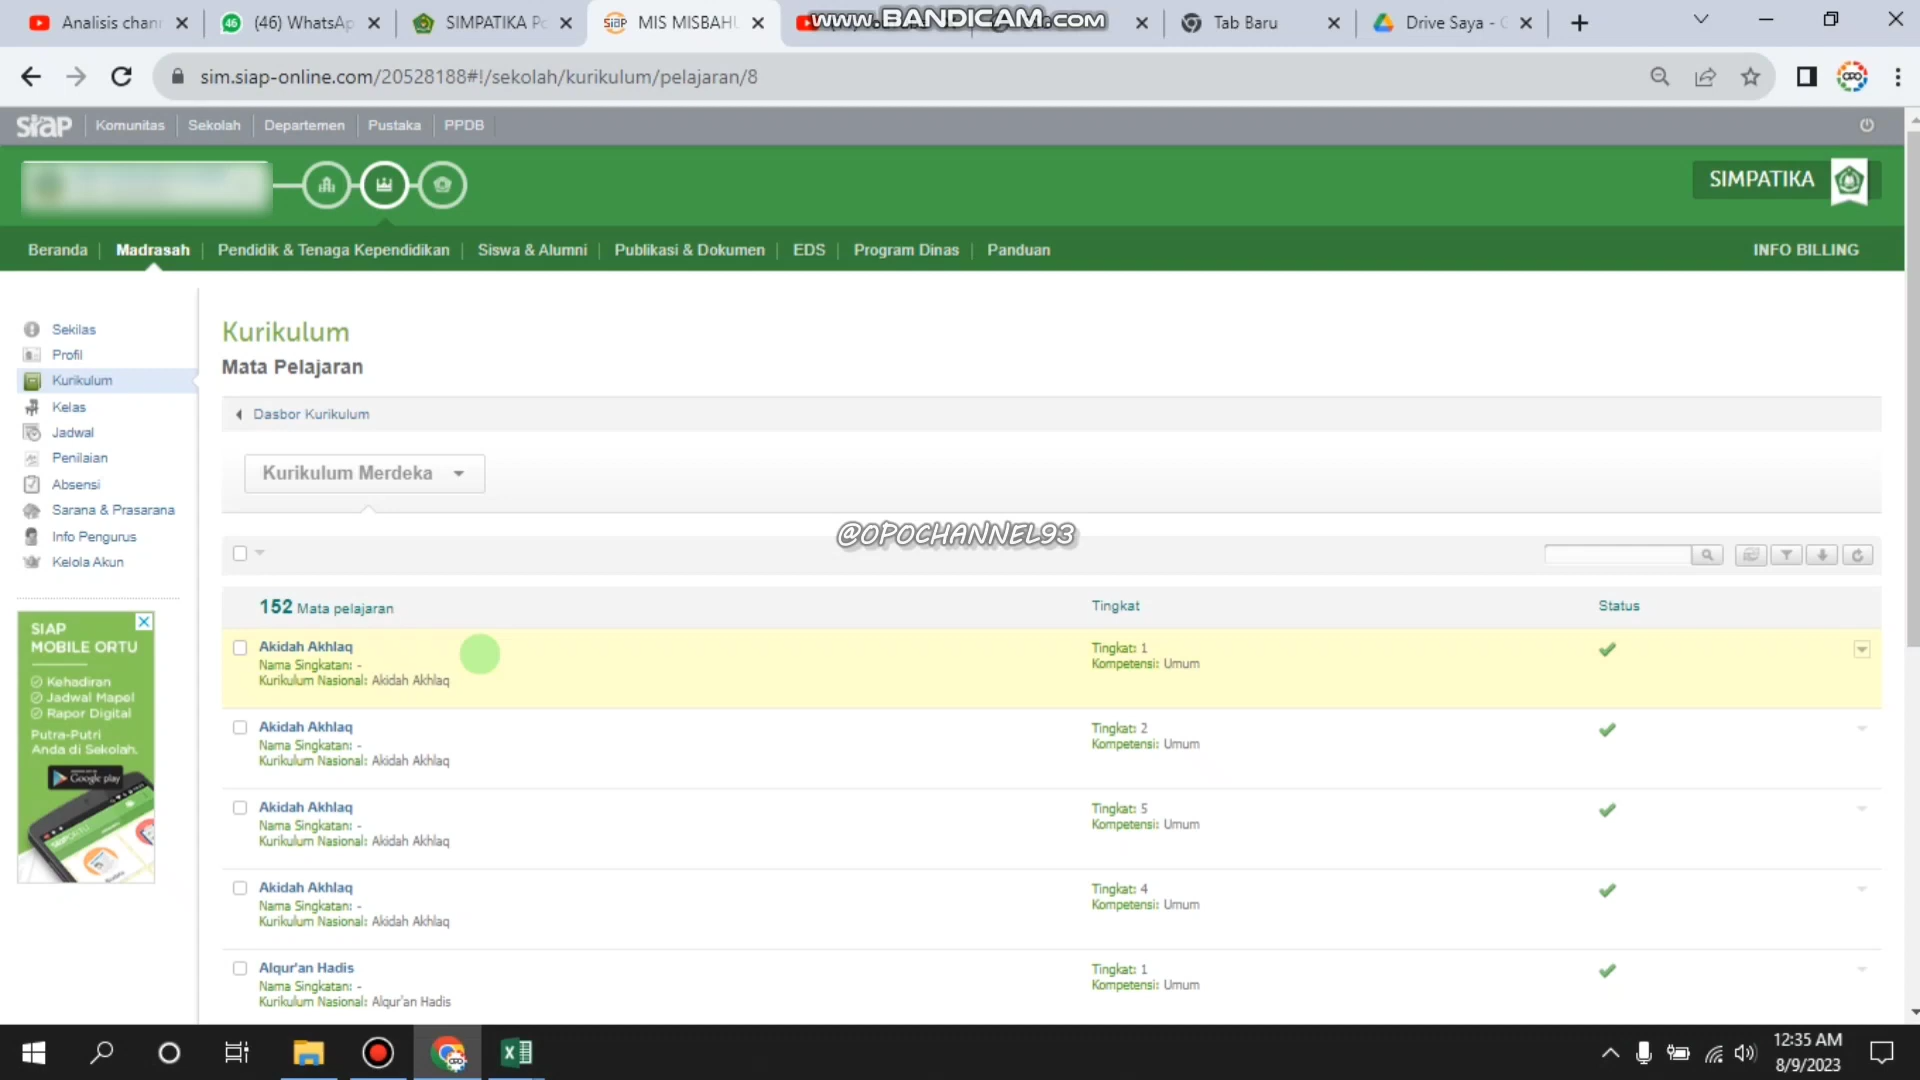 Analisis chan
(46) WhatsAp
SIMPATIKA Po
MIS MISBAHU
www.BANDICAM.com
Tab Baru
Drive Saya - G
sim.siap-online.com/20528188#!/sekolah/kurikulum/pelajaran/8
siap
Komunitas
Sekolah
Departemen
Pustaka
PPDB
SIMPATIKA
Beranda
Madrasah
Pendidik & Tenaga Kependidikan
Siswa & Alumni
Publikasi & Dokumen
EDS
Program Dinas
Panduan
INFO BILLING
Sekilas
Profil
Kurikulum
Kelas
Jadwal
Penilaian
Absensi
Sarana & Prasarana
Info Pengurus
Kelola Akun
SIAP
MOBILE ORTU
Kehadiran
Jadwal Mapel
Rapor Digital
Putra-Putri
Anda di Sekolah.
Google play
Kurikulum
Mata Pelajaran
Dasbor Kurikulum
Kurikulum Merdeka
@OPOCHANNEL93
152 Mata pelajaran
Tingkat
Status
Akidah Akhlaq
Nama Singkatan: -
Kurikulum Nasional: Akidah Akhlaq
Tingkat: 1
Kompetensi: Umum
Akidah Akhlaq
Nama Singkatan: -
Kurikulum Nasional: Akidah Akhlaq
Tingkat: 2
Kompetensi: Umum
Akidah Akhlaq
Nama Singkatan: -
Kurikulum Nasional: Akidah Akhlaq
Tingkat: 5
Kompetensi: Umum
Akidah Akhlaq
Nama Singkatan: -
Kurikulum Nasional: Akidah Akhlaq
Tingkat: 4
Kompetensi: Umum
Alqur'an Hadis
Nama Singkatan: -
Kurikulum Nasional: Alqur'an Hadis
Tingkat: 1
Kompetensi: Umum
12:35 AM
8/9/2023